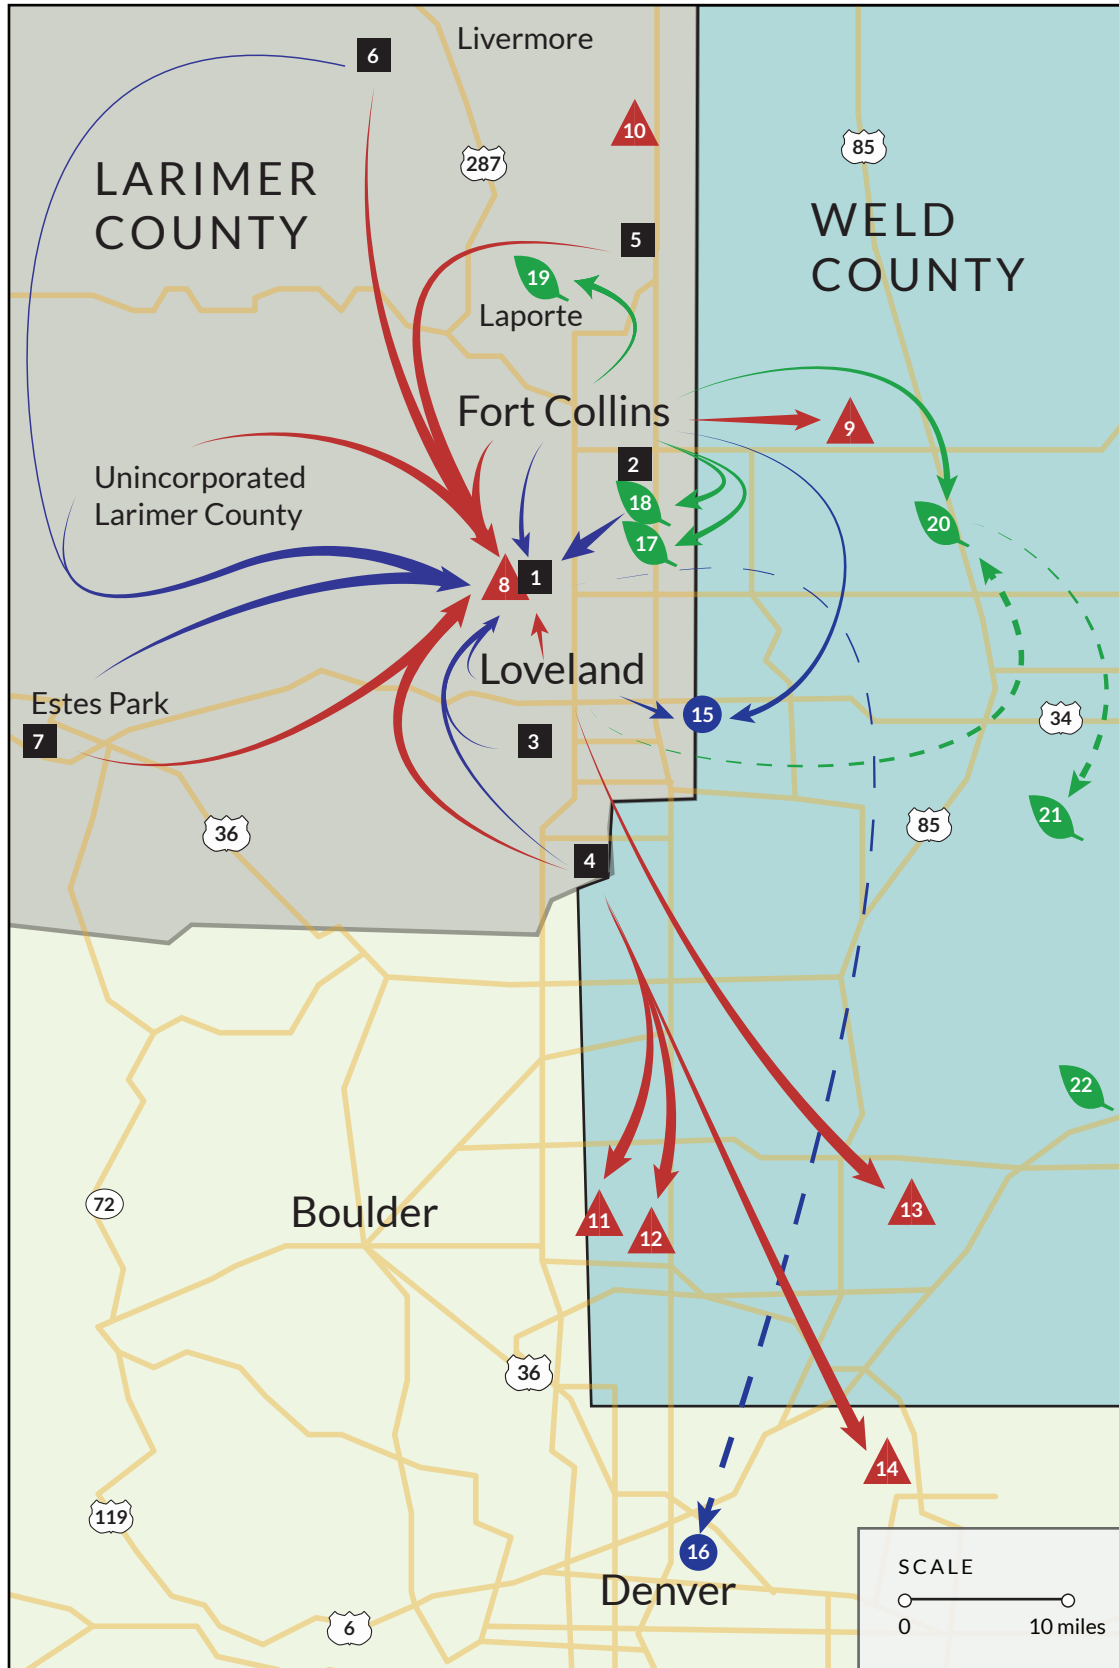 6
Livermore
10
287
85
LARIMER
COUNTY
WELD
COUNTY
5
19
Laporte
Fort Collins
9
2
Unincorporated
Larimer County
18
20
17
8
1
Loveland
Estes Park
15
34
7
3
36
21
85
4
22
72
Boulder
11
12
13
36
14
119
16
Denver
6
SCALE
0
10 miles